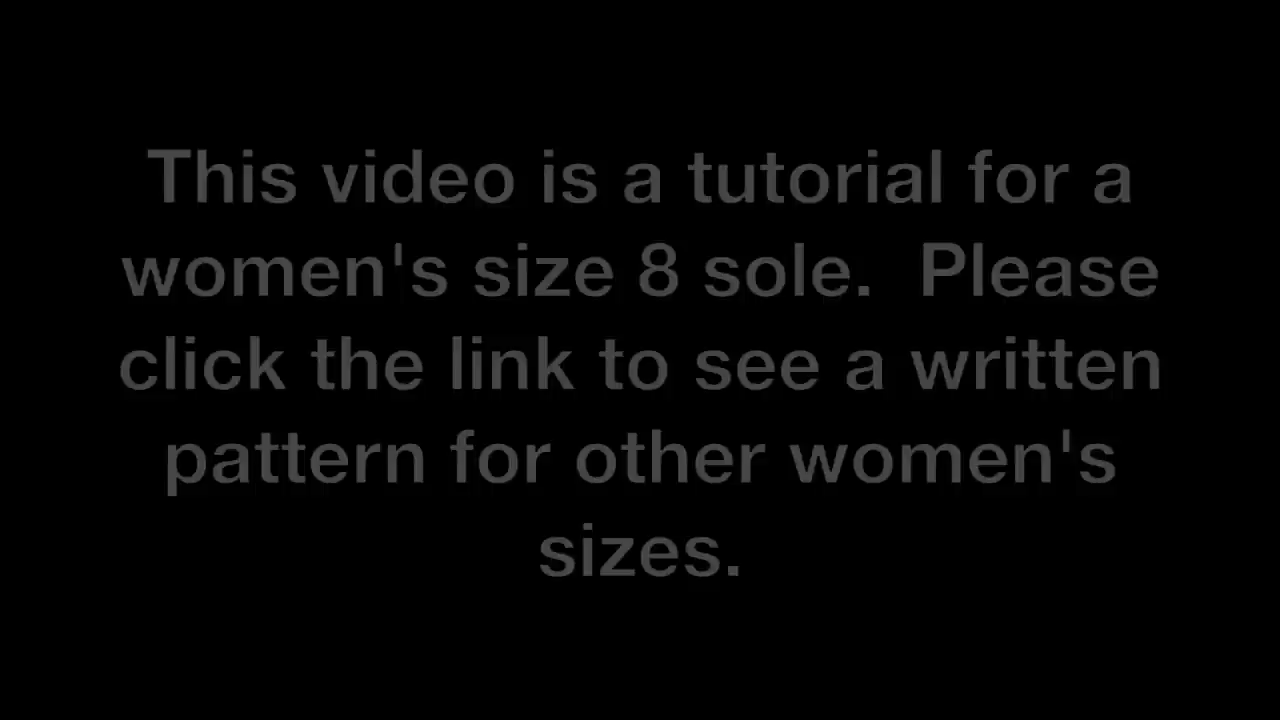 This video is a tutorial for a
women's size 8 sole.  Please
click the link to see a written
pattern for other women's
sizes.